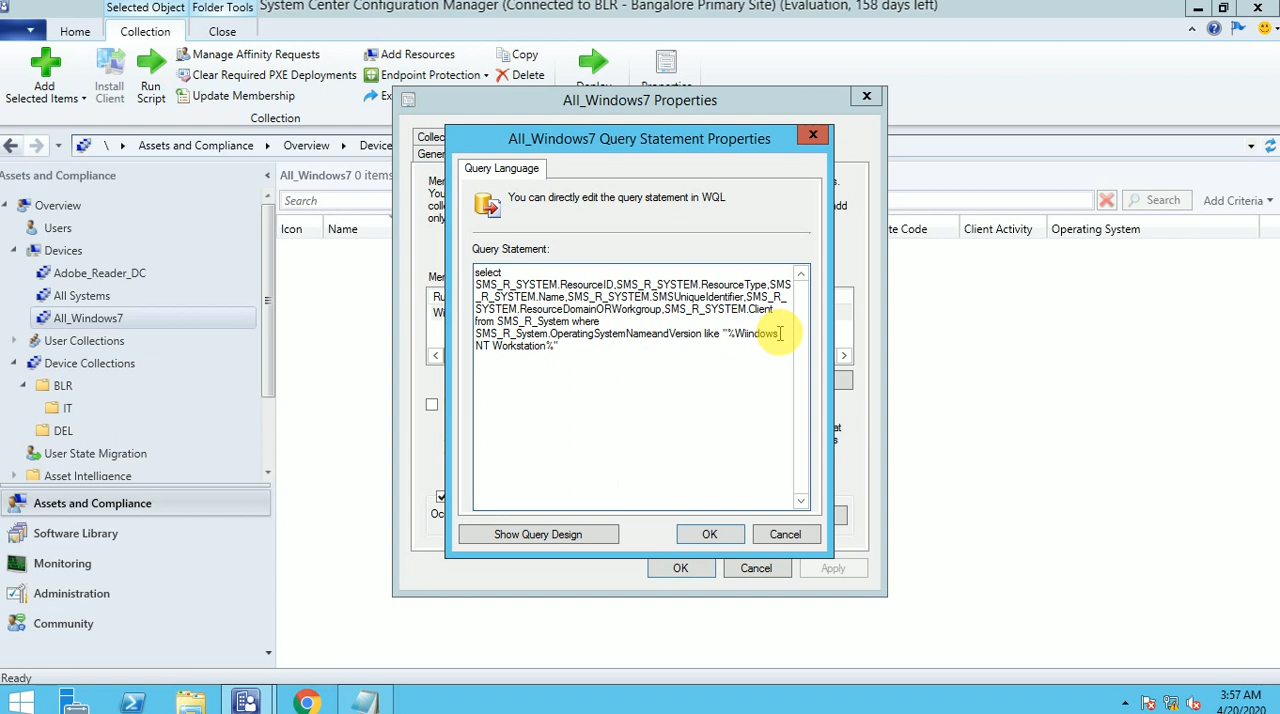 Selected Object
Folder Tools
System Center Configuration Manager (Connected to BLR - Bangalore Primary Site) (Evaluation, 158 days left)
Home
Collection
Close
Add
Selected Items
Install
Client
Run
Script
Manage Affinity Requests
Clear Required PXE Deployments
Update Membership
Add Resources
Endpoint Protection
Copy
Delete
Collection
\
Assets and Compliance
Overview
Assets and Compliance
Overview
Users
Devices
Adobe_Reader_DC
All Systems
All_Windows7
User Collections
Device Collections
BLR
IT
DEL
User State Migration
Asset Intelligence
Assets and Compliance
Software Library
Monitoring
Administration
Community
All_Windows7 0 items
Search
Search
Add Criteria
Icon
Name
Client Activity
Operating System
All_Windows7 Properties
All_Windows7 Query Statement Properties
Query Language
You can directly edit the query statement in WQL
Query Statement:
select
SMS_R_SYSTEM.ResourceID,SMS_R_SYSTEM.ResourceType,SMS
_R_SYSTEM.Name,SMS_R_SYSTEM.SMSUniqueIdentifier,SMS_R_
SYSTEM.ResourceDomainORWorkgroup,SMS_R_SYSTEM.Client
from SMS_R_System where
SMS_R_System.OperatingSystemNameandVersion like "%Wiindows
NT Workstation%"
Show Query Design
OK
Cancel
OK
Cancel
Apply
Ready
3:57 AM
4/20/2020